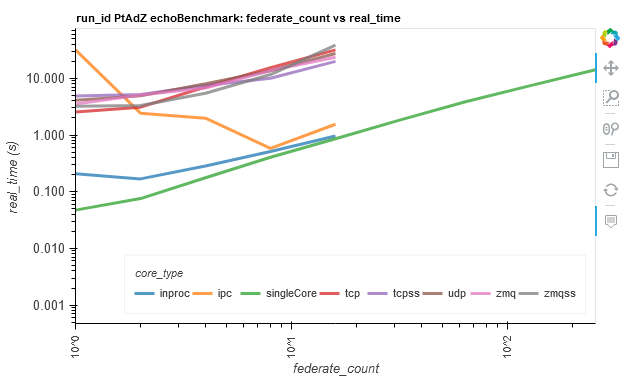 run_id PtAdZ echoBenchmark: federate_count vs real_time
real_time (s)
10.000
1.000
0.100
0.010
0.001
core_type
inproc ipc singleCore tcp tcpss udp zmq zmqss
10^0 10^1 10^2
federate_count